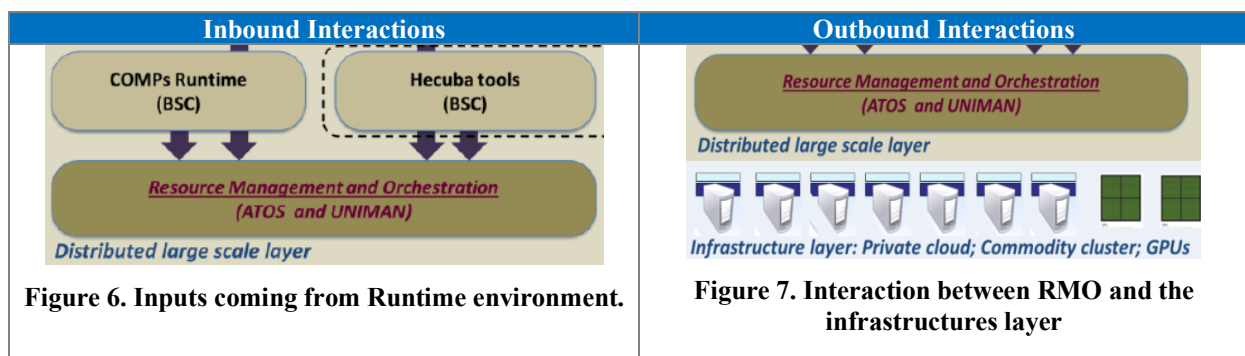 Inbound Interactions
COMPs Runtime
(BSC)
Hecuba tools
(BSC)
Resource Management and Orchestration
(ATOS and UNIMAN)
Distributed large scale layer
Figure 6. Inputs coming from Runtime environment.
Outbound Interactions
Resource Management and Orchestration
(ATOS and UNIMAN)
Distributed large scale layer
Infrastructure layer: Private cloud; Commodity cluster; GPUs
Figure 7. Interaction between RMO and the
infrastructures layer